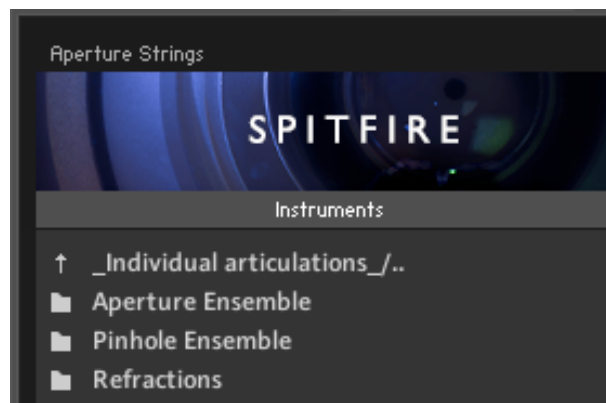 Aperture Strings
SPITFIRE
Instruments
↑ _Individual articulations_/..
Aperture Ensemble
Pinhole Ensemble
Refractions